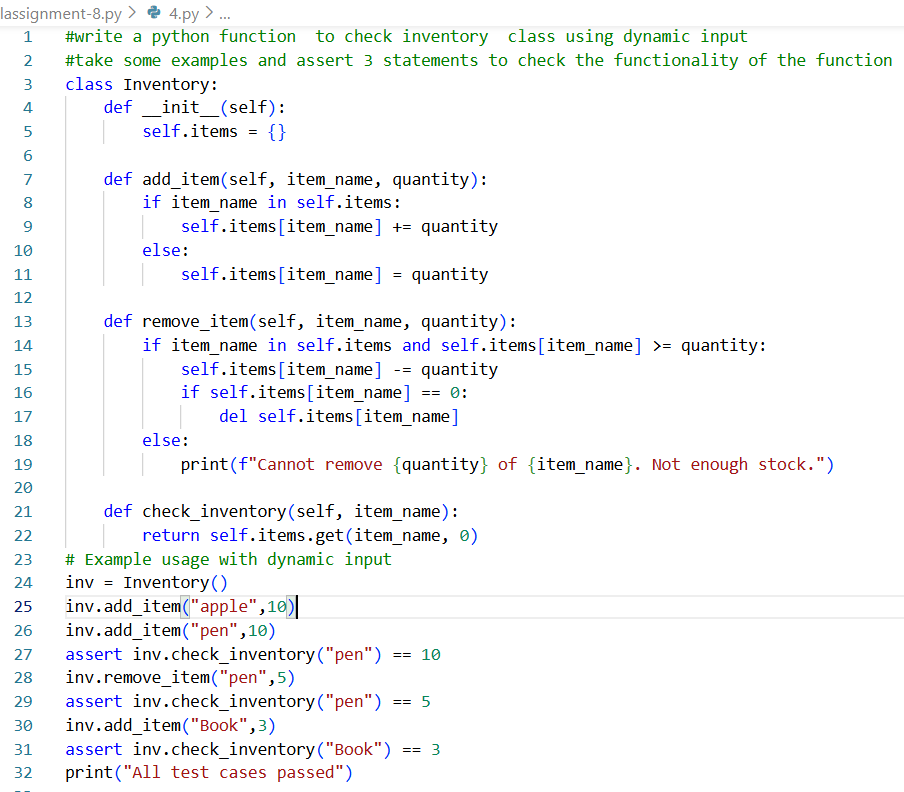 lassignment-8.py > 4.py > ...
1 #write a python function  to check inventory  class using dynamic input
2 #take some examples and assert 3 statements to check the functionality of the function
3 class Inventory:
4     def __init__(self):
5         self.items = {}
6
7     def add_item(self, item_name, quantity):
8         if item_name in self.items:
9             self.items[item_name] += quantity
10         else:
11             self.items[item_name] = quantity
12
13     def remove_item(self, item_name, quantity):
14         if item_name in self.items and self.items[item_name] >= quantity:
15             self.items[item_name] -= quantity
16             if self.items[item_name] == 0:
17                 del self.items[item_name]
18         else:
19             print(f"Cannot remove {quantity} of {item_name}. Not enough stock.")
20
21     def check_inventory(self, item_name):
22         return self.items.get(item_name, 0)
23 # Example usage with dynamic input
24 inv = Inventory()
25 inv.add_item("apple",10)
26 inv.add_item("pen",10)
27 assert inv.check_inventory("pen") == 10
28 inv.remove_item("pen",5)
29 assert inv.check_inventory("pen") == 5
30 inv.add_item("Book",3)
31 assert inv.check_inventory("Book") == 3
32 print("All test cases passed")